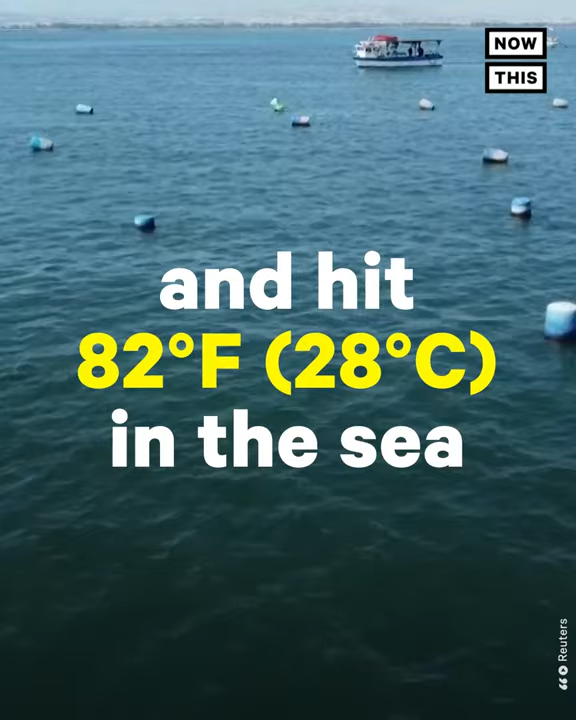 NOW
THIS
and hit
82°F (28°C)
in the sea
Reuters